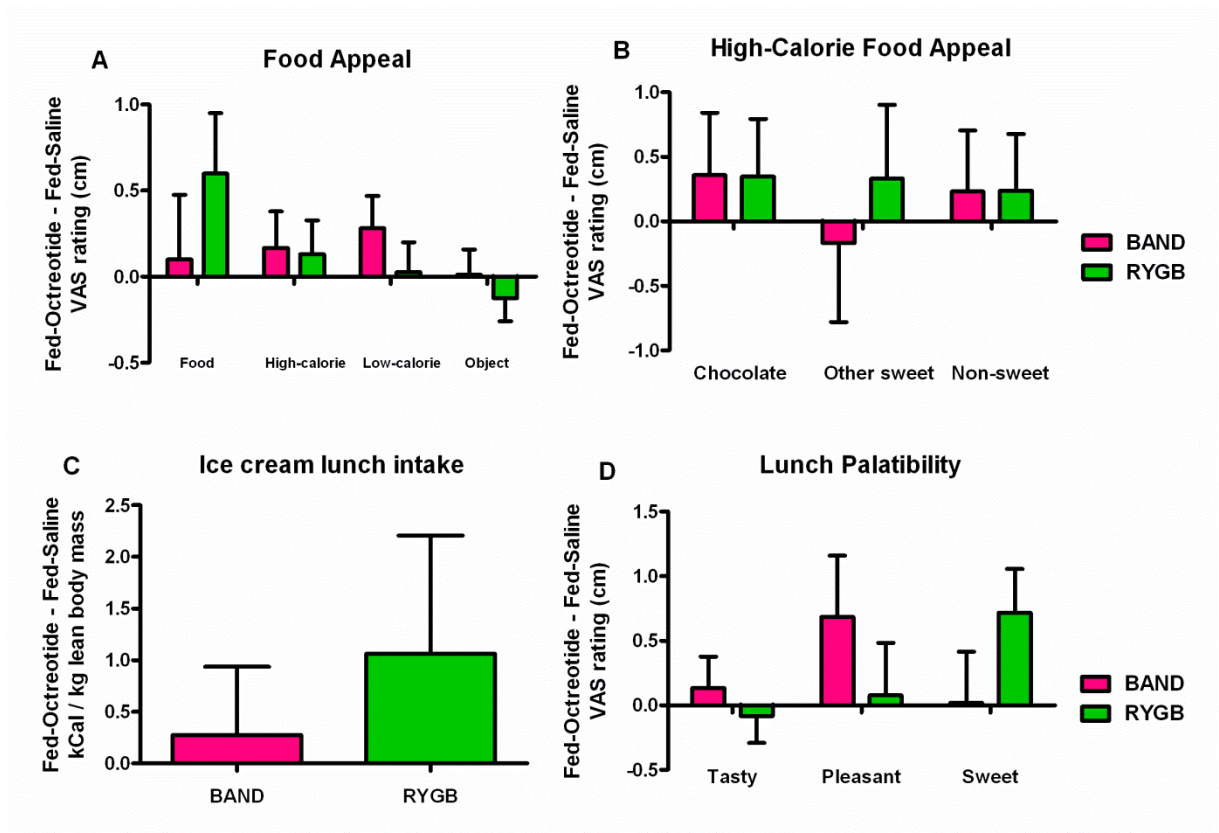 A
Food Appeal
Fed-Octreotide - Fed-Saline
VAS rating (cm)
1.0
0.5
0.0
-0.5
Food High-calorie Low-calorie Object
B
High-Calorie Food Appeal
Fed-Octreotide - Fed-Saline
VAS rating (cm)
1.0
0.5
0.0
-0.5
-1.0
Chocolate Other sweet Non-sweet
BAND
RYGB
C
Ice cream lunch intake
Fed-Octreotide - Fed-Saline
kCal / kg lean body mass
2.5
2.0
1.5
1.0
0.5
0.0
BAND RYGB
D
Lunch Palatibility
Fed-Octreotide - Fed-Saline
VAS rating (cm)
1.5
1.0
0.5
0.0
-0.5
Tasty Pleasant Sweet
BAND
RYGB